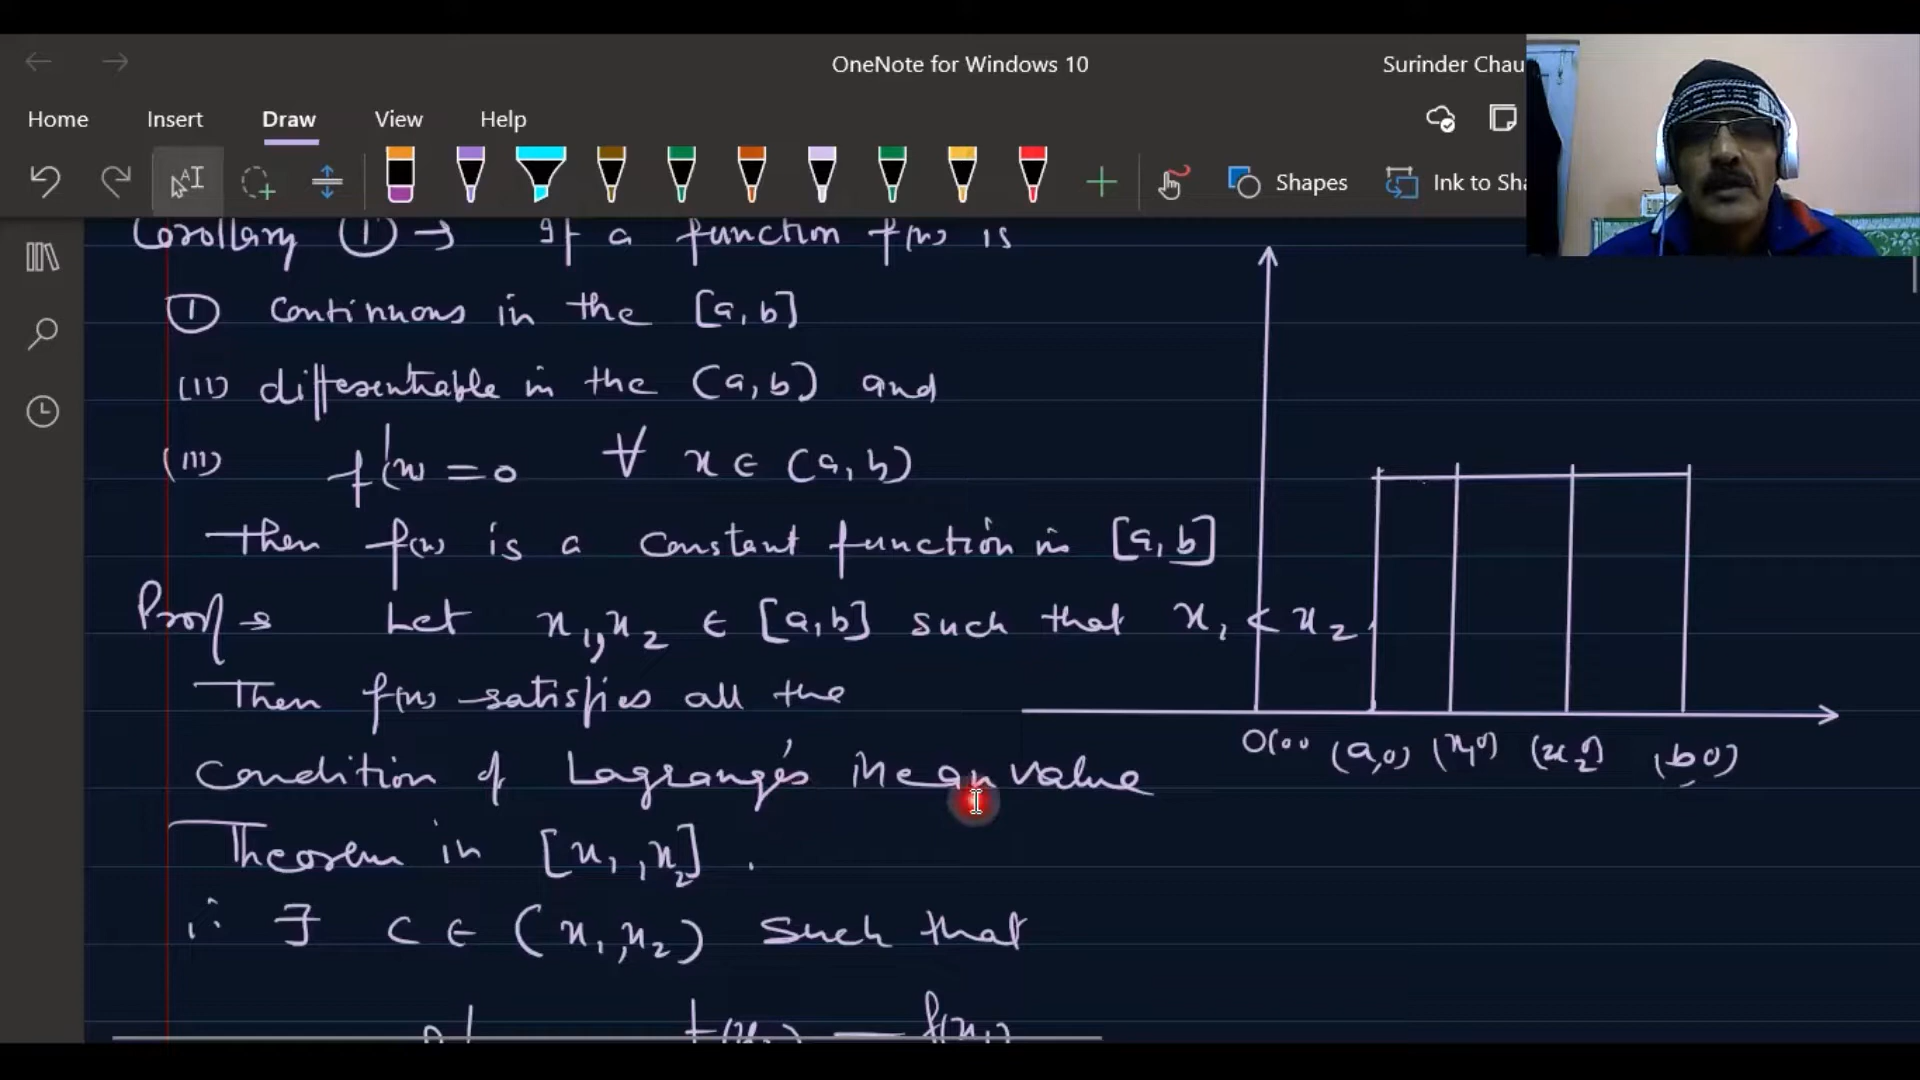 OneNote for Windows 10
Surinder Chau
Home Insert Draw View Help
Shapes Ink to Sha
Corollary ① → If a function f(x) is
① Continuous in the [a, b]
(II) differentiable in the (a, b) and
(III) f'(x) = 0 ∀ x ∈ (a, b)
Then f(x) is a constant function in [a, b]
Proof → Let x₁, x₂ ∈ [a, b] such that x₁ < x₂.
Then f(x) satisfies all the
Condition of Lagrange's Mean value
Theorem in [x₁, x₂].
∴ ∃ c ∈ (x₁, x₂) such that
f(x₂) — f(x₁)
(a,0) (x₁,0) (x₂,0) (b,0)